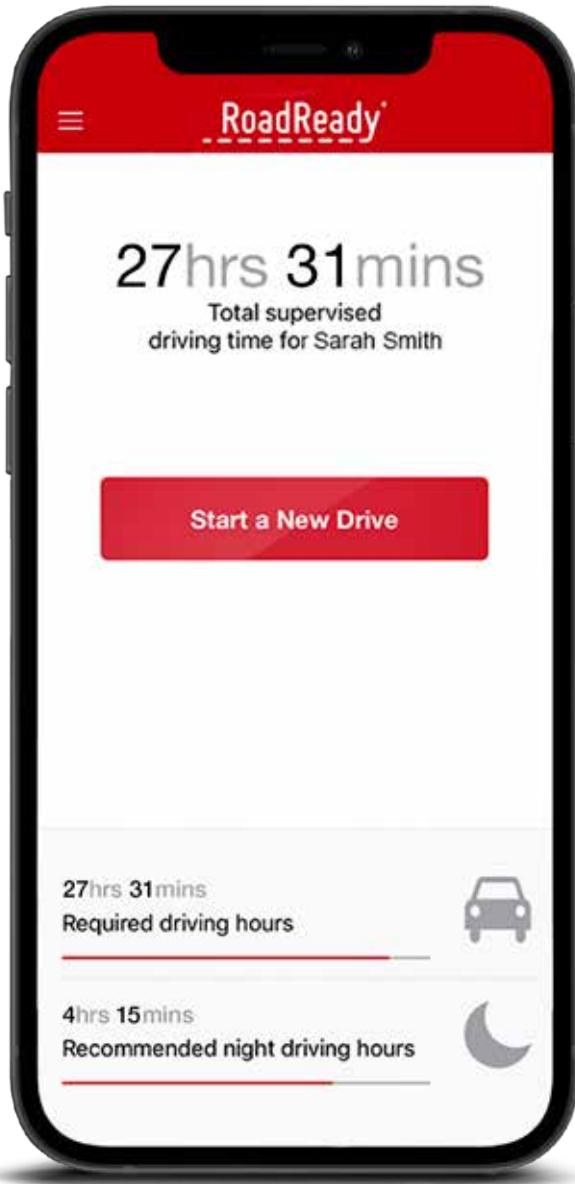 RoadReady®
27hrs 31mins
Total supervised
driving time for Sarah Smith
Start a New Drive
27hrs 31mins
Required driving hours
4hrs 15mins
Recommended night driving hours